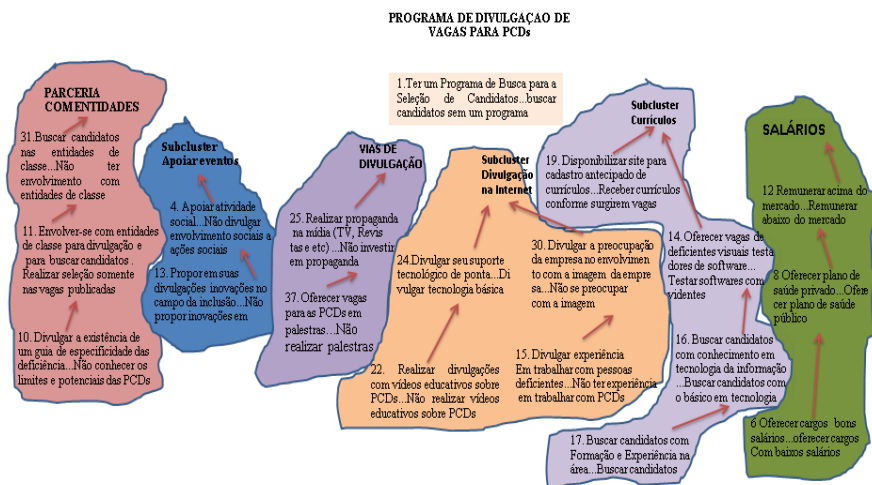 PROGRAMA DE DIVULGAÇAO DE
VAGAS PARA PCDs
1.Ter um Programa de Busca para a
Seleção de Candidatos...buscar
candidatos sem um programa
PARCERIA
COMENTIDADES
31.Buscar candidatos
nas entidades de
classe...Não ter
envolvimento com
entidades de classe
11. Envolver-se com entidades
de classe para divulgação e
para buscar candidatos .
Realizar seleção somente
nas vagas publicadas
10. Divulgar a existência de
um guia de especificidade das
deficiência...Não conhecer os
limites e potenciais das PCDs
Subcluster
Apoiar eventos
4. Apoiar atividade
social...Não divulgar
envolvimento sociais a
ações sociais
13. Propor em suas
divulgações inovações no
campo da inclusão...Não
propor inovações em
VIAS DE
DIVULGAÇÃO
25. Realizar propaganda
na mídia (TV, Revis
tas e etc) ...Não investir
em propaganda
37. Oferecer vagas
para as PCDs em
palestras...Não
realizar palestras
Subcluster
Divulgação
na Internet
24.Divulgar seu suporte
tecnológico de ponta...Di
vulgar tecnologia básica
22. Realizar divulgações
com vídeos educativos sobre
PCDs...Não realizar vídeos
educativos sobre PCDs
30. Divulgar a preocupação
da empresa no envolvimen
to com a imagem da empre
sa...Não se preocupar
com a imagem
15. Divulgar experiência
Em trabalhar com pessoas
deficientes...Não ter experiência
em trabalhar com PCDs
Subcluster
Currículos
19. Disponibilizar site para
cadastro antecipado de
currículos...Receber currículos
conforme surgirem vagas
14. Oferecer vagas de
deficientes visuais testa
dores de software...
Testar softwares com
videntes
16. Buscar candidatos
com conhecimento em
tecnologia da informação
...Buscar candidatos com
o básico em tecnologia
17. Buscar candidatos com
Formação e Experiência na
área...Buscar candidatos
SALÁRIOS
12 Remunerar acima do
mercado...Remunerar
abaixo do mercado
8 Oferecer plano de
saúde privado...Ofere
cer plano de saúde
público
6 Oferecer cargos bons
salários...oferecer cargos
Com baixos salários